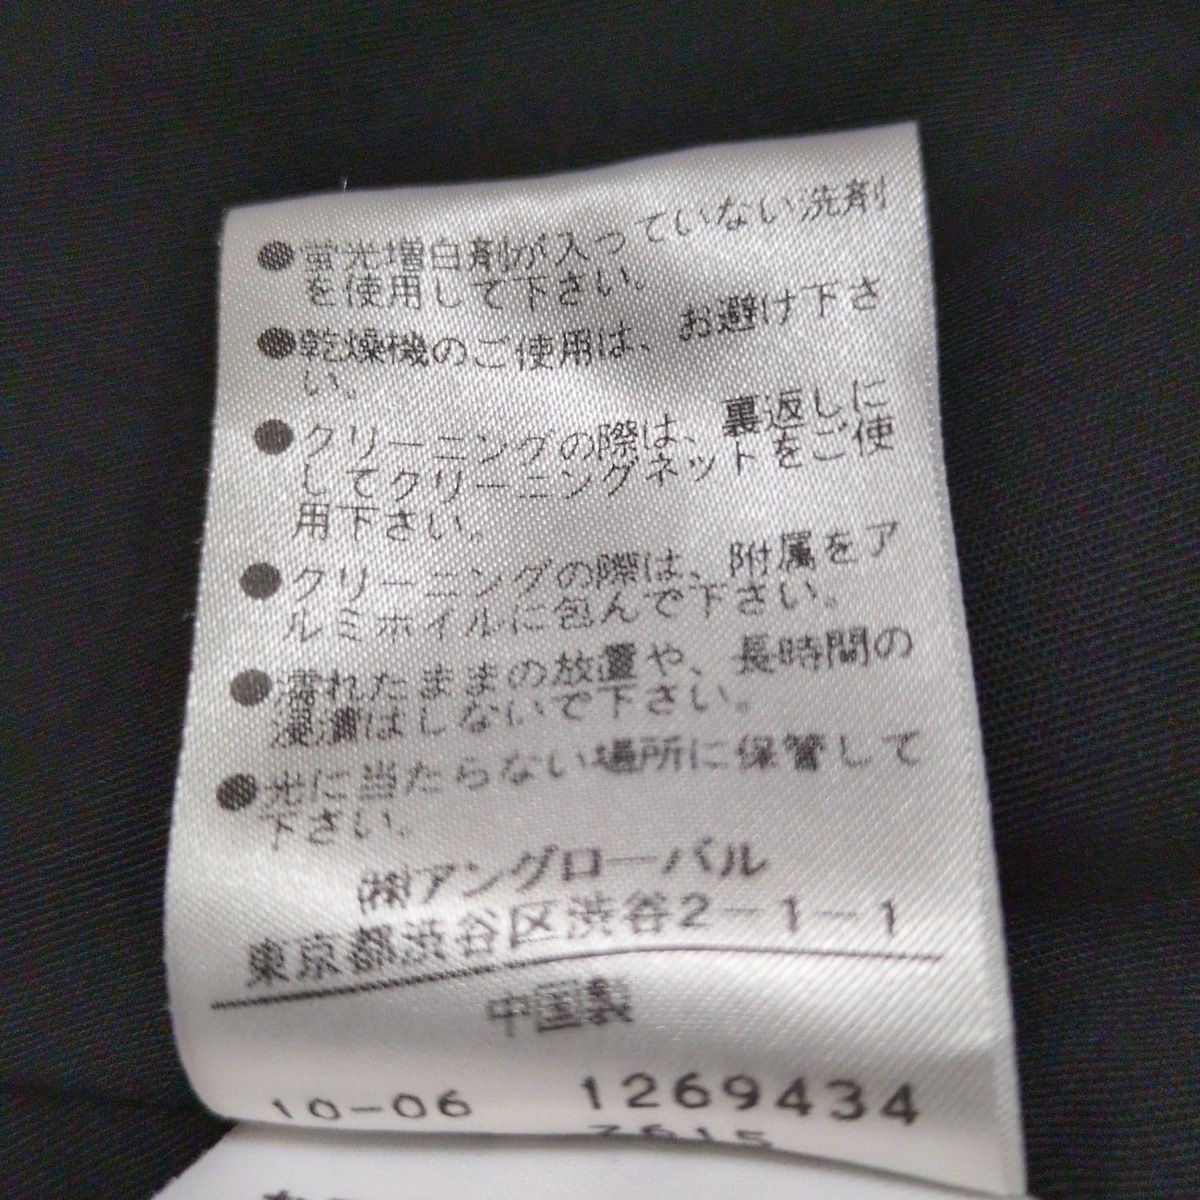 ●蛍光増白剤が入っていない洗剤
を使用して下さい。
●乾燥機のご使用は、お避け下さ
い。
●クリーニングの際は、裏返しに
してクリーニングネットをご使
用下さい。
●クリーニングの際は、附属をア
ルミホイルに包んで下さい。
●濡れたままの放置や、長時間の
浸漬はしないで下さい。
●光に当たらない場所に保管して
下さい。
㈱アングローバル
東京都渋谷区渋谷2-1-1
中国製
10-06 1269434